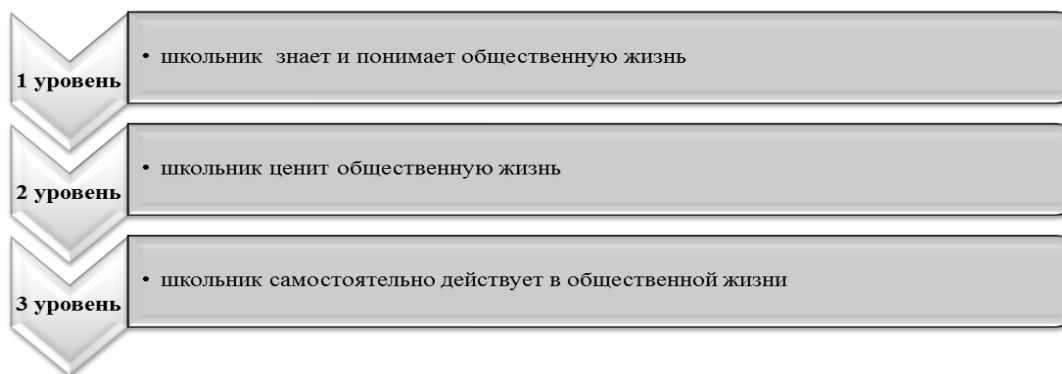 1 уровень
• школьник знает и понимает общественную жизнь
2 уровень
• школьник ценит общественную жизнь
3 уровень
• школьник самостоятельно действует в общественной жизни